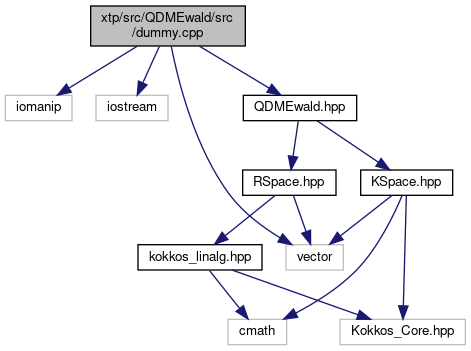 xtp/src/QDMEwald/src
/dummy.cpp
iomanip
iostream
QDMEwald.hpp
RSpace.hpp
KSpace.hpp
kokkos_linalg.hpp
vector
cmath
Kokkos_Core.hpp